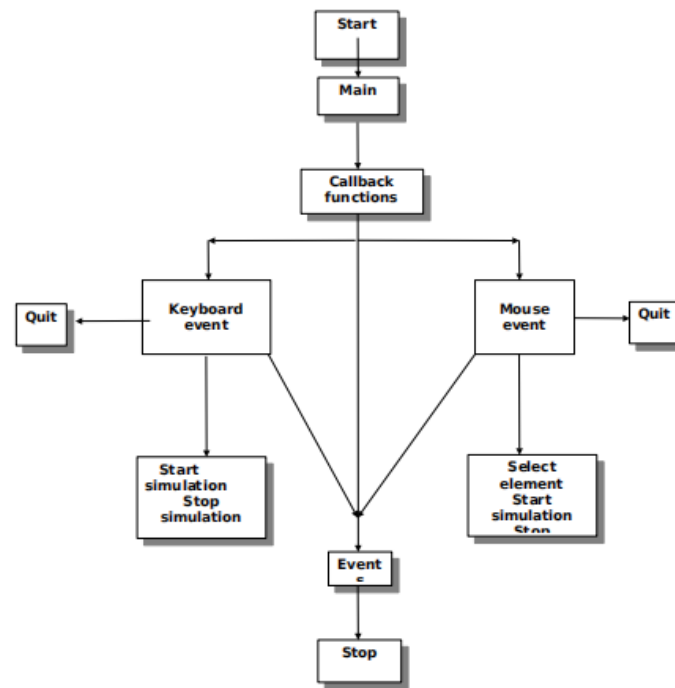 Start
Main
Callback
functions
Keyboard
event
Mouse
event
Quit
Quit
Start
simulation
Stop
simulation
Select
element
Start
simulation
Stop
Event
s
Stop